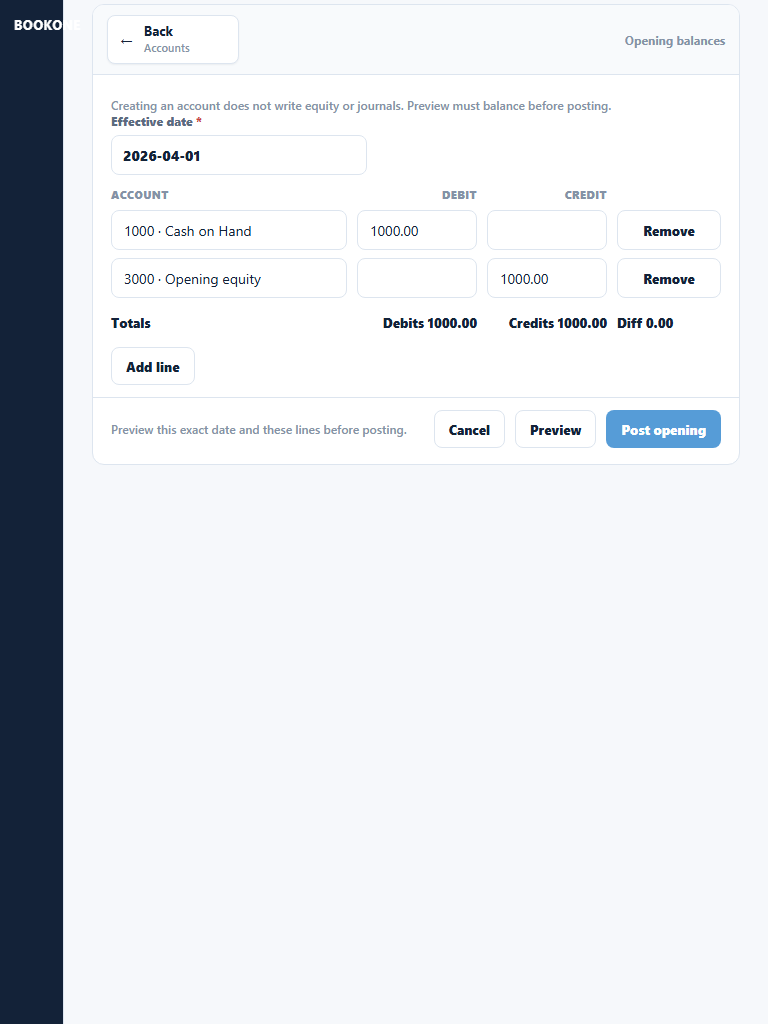 BOOKONE
← Back
Accounts
Opening balances
Creating an account does not write equity or journals. Preview must balance before posting.
Effective date *
2026-04-01
ACCOUNT DEBIT CREDIT
1000 · Cash on Hand 1000.00 Remove
3000 · Opening equity 1000.00 Remove
Totals Debits 1000.00 Credits 1000.00 Diff 0.00
Add line
Preview this exact date and these lines before posting. Cancel Preview Post opening